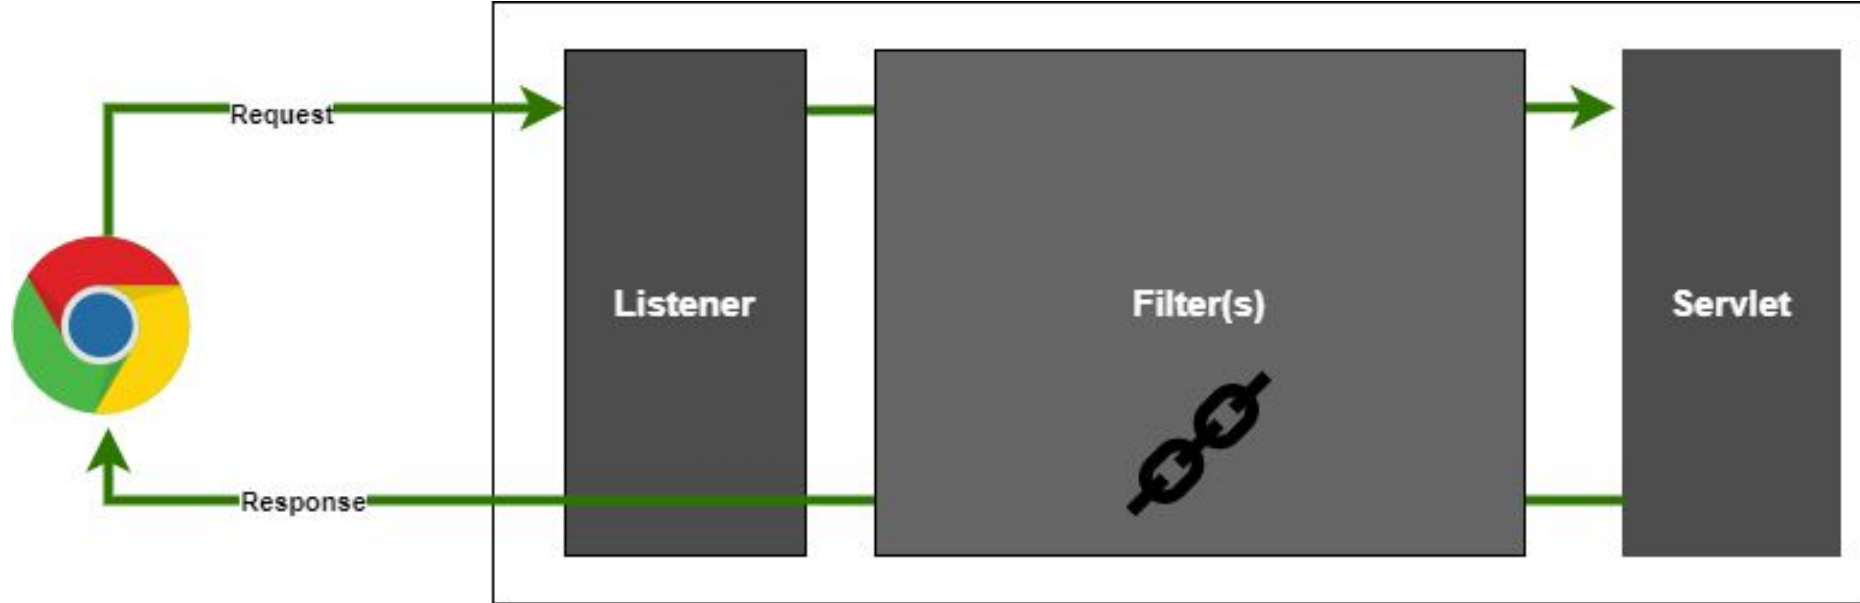 Request
Listener
Filter(s)
Servlet
Response